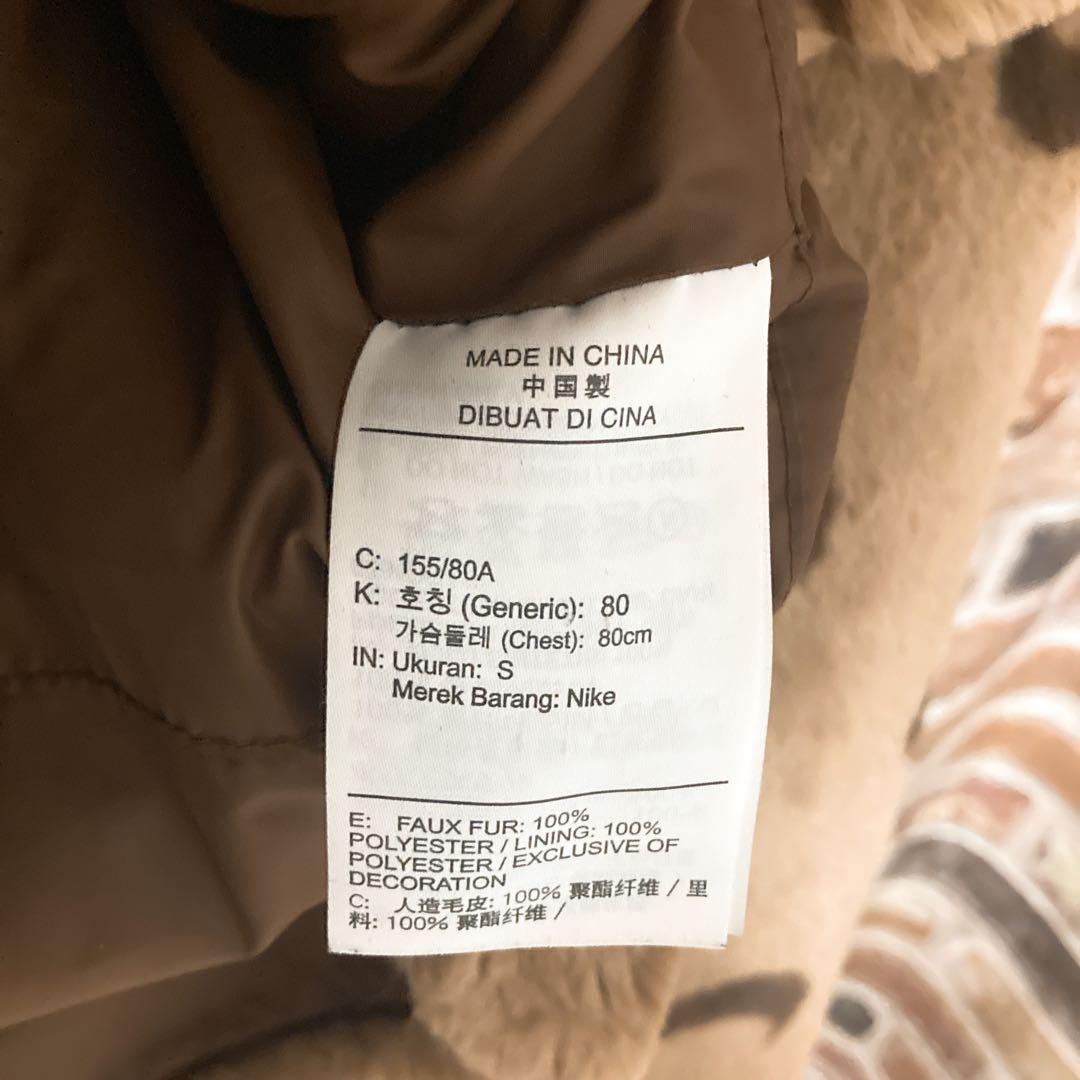 MADE IN CHINA
中国製
DIBUAT DI CINA
C: 155/80A
K: 호칭 (Generic): 80
가슴둘레 (Chest): 80cm
IN: Ukuran: S
Merek Barang: Nike
E: FAUX FUR: 100%
POLYESTER / LINING: 100%
POLYESTER / EXCLUSIVE OF
DECORATION
C: 人造毛皮: 100% 聚酯纤维 / 里
料: 100% 聚酯纤维 /